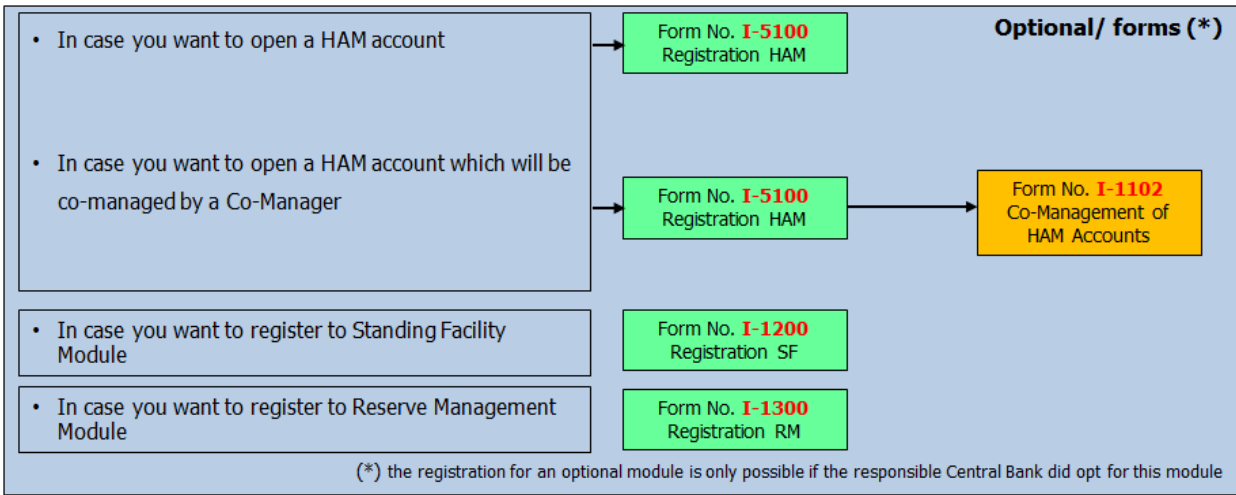 Optional/ forms (*)
• In case you want to open a HAM account
Form No. I-5100
Registration HAM
• In case you want to open a HAM account which will be
co-managed by a Co-Manager
Form No. I-5100
Registration HAM
Form No. I-1102
Co-Management of
HAM Accounts
• In case you want to register to Standing Facility
Module
Form No. I-1200
Registration SF
• In case you want to register to Reserve Management
Module
Form No. I-1300
Registration RM
(*) the registration for an optional module is only possible if the responsible Central Bank did opt for this module